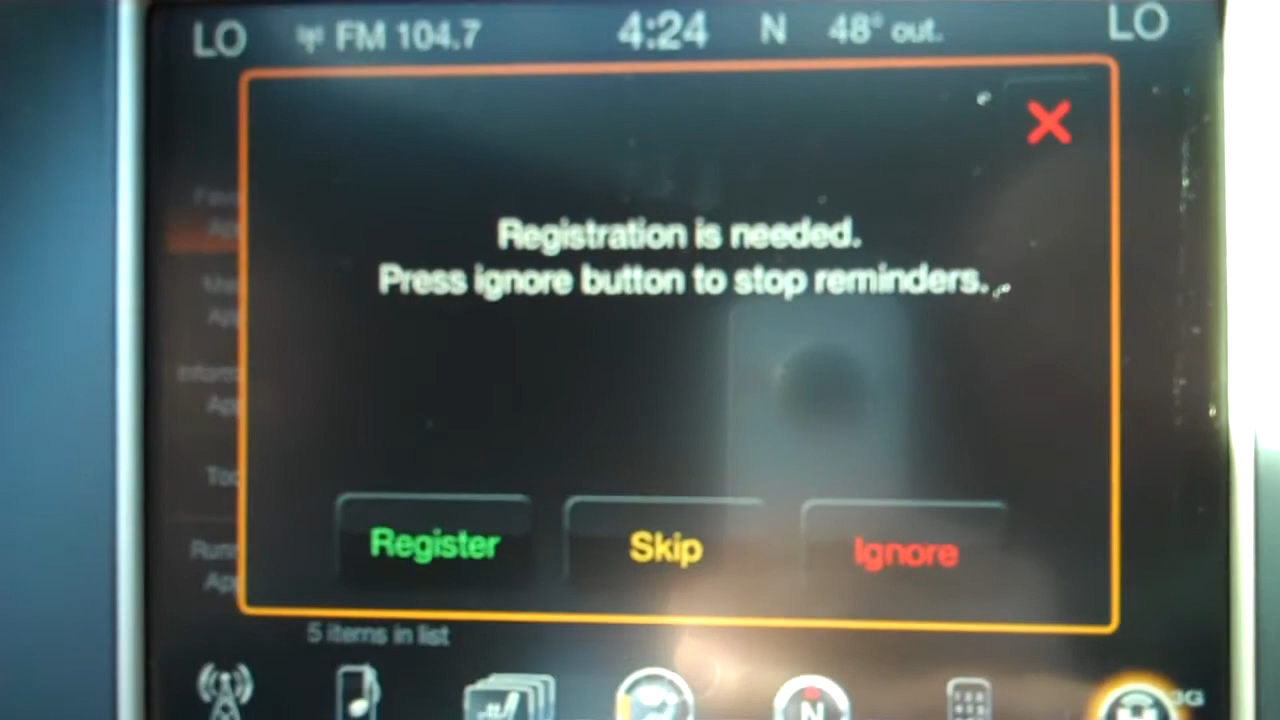 LO FM 104.7 4:24 N 48° out. LO
Registration is needed.
Press ignore button to stop reminders.
Register Skip Ignore
5 items in list
N
3G